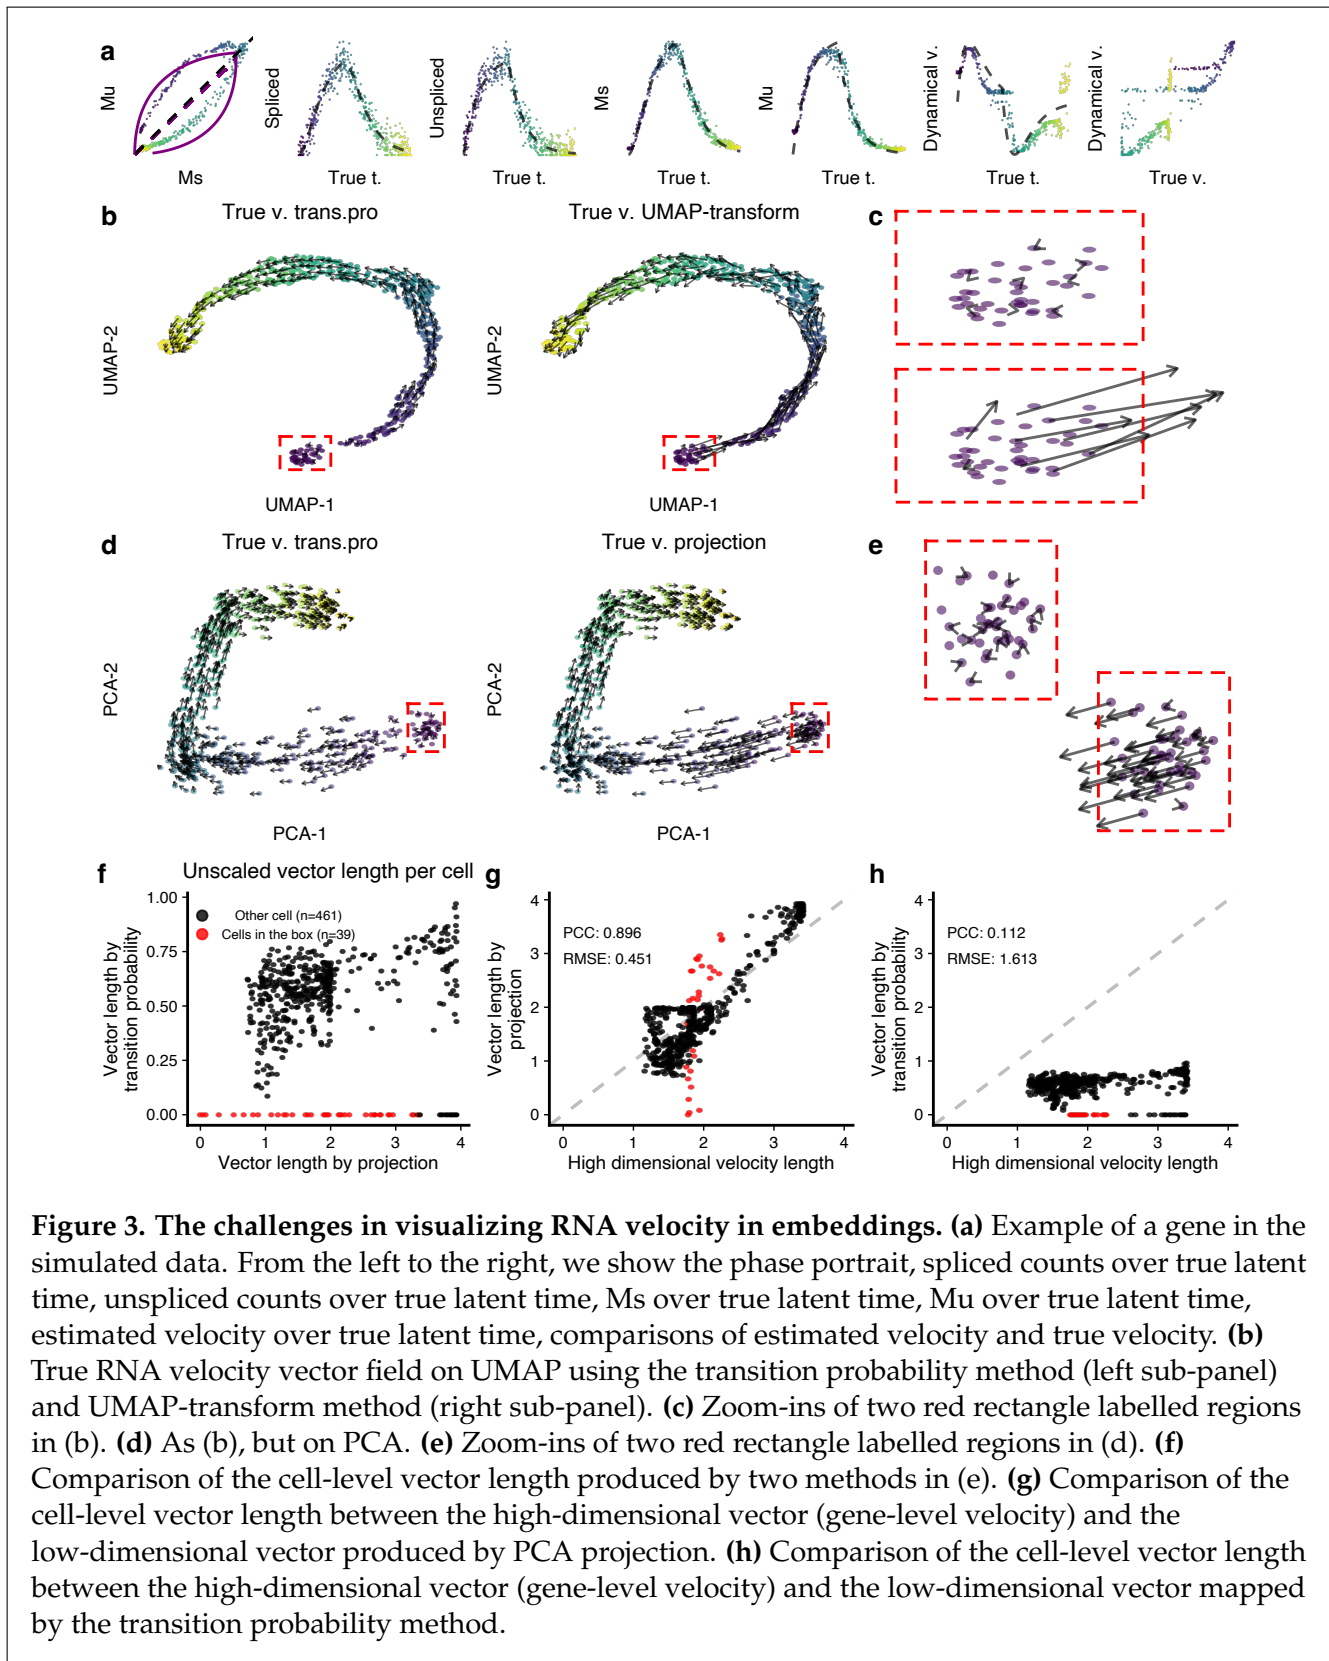 a
Mu
Ms
Spliced
True t.
Unspliced
True t.
Ms
True t.
Mu
True t.
Dynamical v.
True t.
Dynamical v.
True v.
b
True v. trans.pro
UMAP-2
UMAP-1
True v. UMAP-transform
UMAP-2
UMAP-1
c
d
True v. trans.pro
PCA-2
PCA-1
True v. projection
PCA-2
PCA-1
e
f
Unscaled vector length per cell
Vector length by
transition probability
1.00
0.75
0.50
0.25
0.00
Other cell (n=461)
Cells in the box (n=39)
0 1 2 3 4
Vector length by projection
g
Vector length by
projection
4
3
2
1
0
PCC: 0.896
RMSE: 0.451
0 1 2 3 4
High dimensional velocity length
h
Vector length by
transition probability
4
3
2
1
0
PCC: 0.112
RMSE: 1.613
0 1 2 3 4
High dimensional velocity length
Figure 3. The challenges in visualizing RNA velocity in embeddings. (a) Example of a gene in the
simulated data. From the left to the right, we show the phase portrait, spliced counts over true latent
time, unspliced counts over true latent time, Ms over true latent time, Mu over true latent time,
estimated velocity over true latent time, comparisons of estimated velocity and true velocity. (b)
True RNA velocity vector field on UMAP using the transition probability method (left sub-panel)
and UMAP-transform method (right sub-panel). (c) Zoom-ins of two red rectangle labelled regions
in (b). (d) As (b), but on PCA. (e) Zoom-ins of two red rectangle labelled regions in (d). (f)
Comparison of the cell-level vector length produced by two methods in (e). (g) Comparison of the
cell-level vector length between the high-dimensional vector (gene-level velocity) and the
low-dimensional vector produced by PCA projection. (h) Comparison of the cell-level vector length
between the high-dimensional vector (gene-level velocity) and the low-dimensional vector mapped
by the transition probability method.